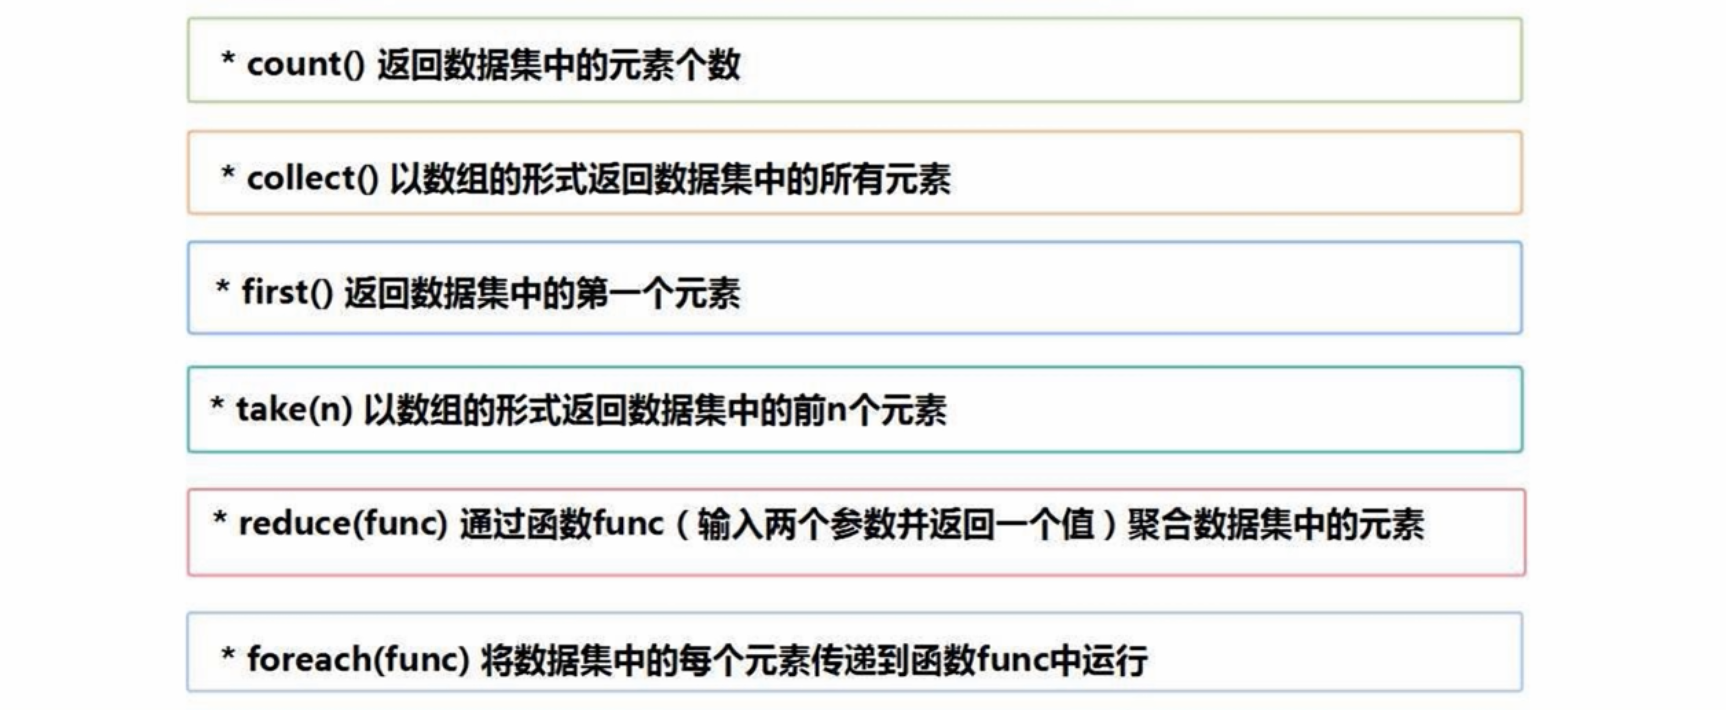 * count() 返回数据集中的元素个数
* collect() 以数组的形式返回数据集中的所有元素
* first() 返回数据集中的第一个元素
* take(n) 以数组的形式返回数据集中的前n个元素
* reduce(func) 通过函数func（输入两个参数并返回一个值）聚合数据集中的元素
* foreach(func) 将数据集中的每个元素传递到函数func中运行